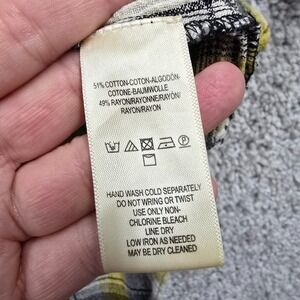 51% COTTON-COTON-ALGODÓN-
COTONE-BAUMWOLLE
49% RAYON/RAYONNE/RAYÓN/
RAYON/RAYON
P
HAND WASH COLD SEPARATELY
DO NOT WRING OR TWIST
USE ONLY NON-
CHLORINE BLEACH
LINE DRY
LOW IRON AS NEEDED
MAY BE DRY CLEANED